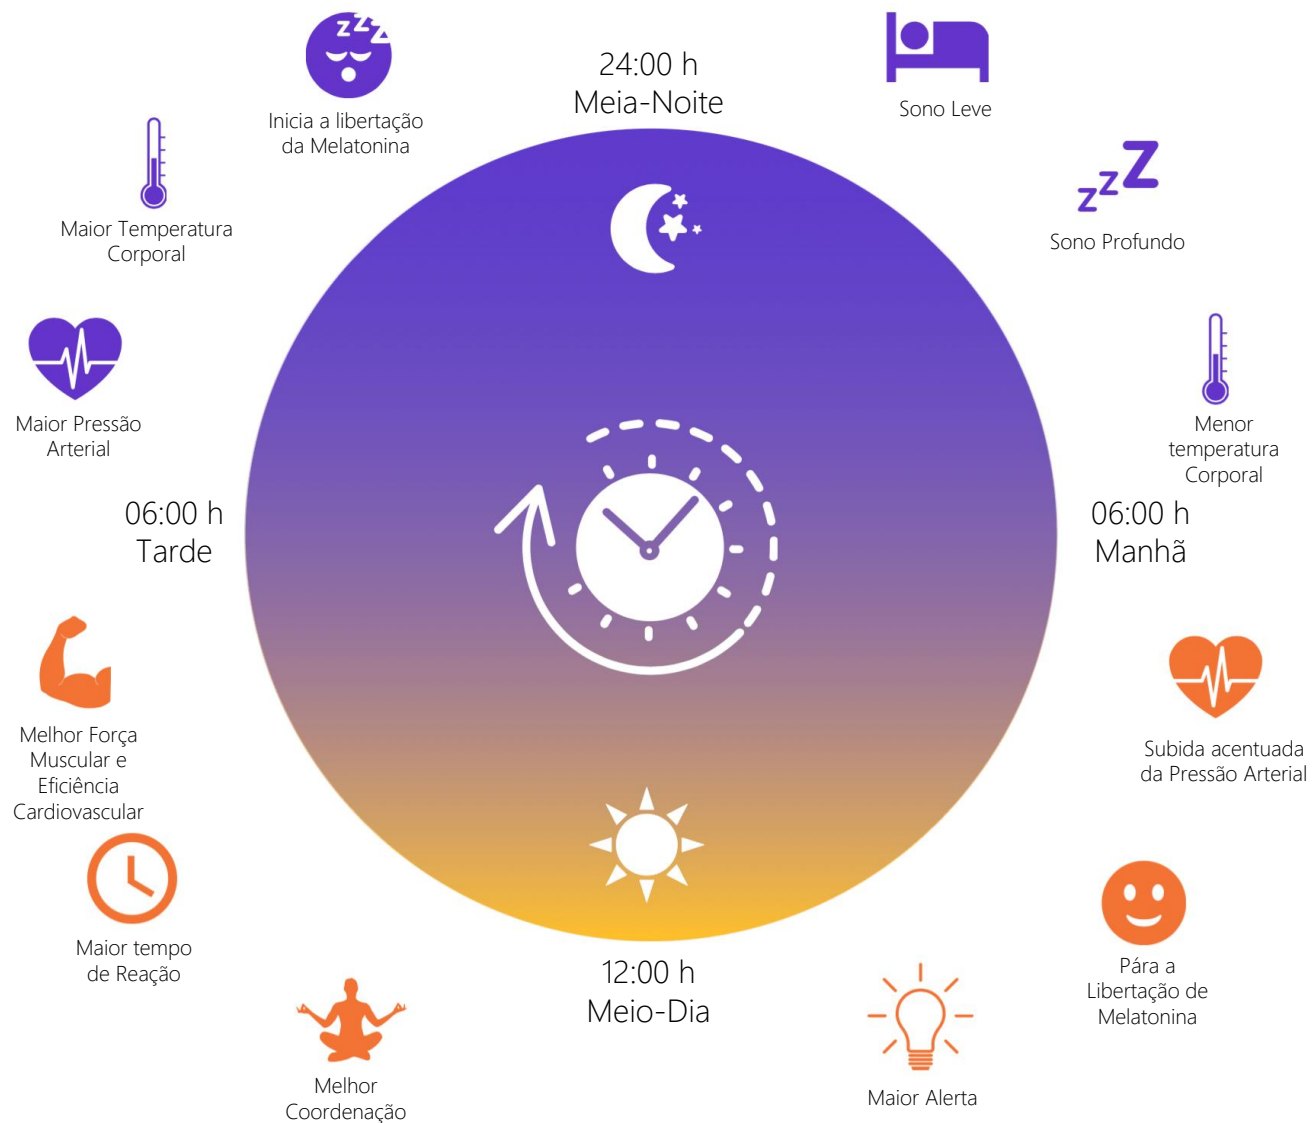 24:00 h
Meia-Noite
Sono Leve
Sono Profundo
Menor
temperatura
Corporal
06:00 h
Manhã
Subida acentuada
da Pressão Arterial
Pára a
Libertação de
Melatonina
Maior Alerta
12:00 h
Meio-Dia
Melhor
Coordenação
Maior tempo
de Reação
Melhor Força
Muscular e
Eficiência
Cardiovascular
06:00 h
Tarde
Maior Pressão
Arterial
Maior Temperatura
Corporal
Inicia a libertação
da Melatonina
zzz
zzZ